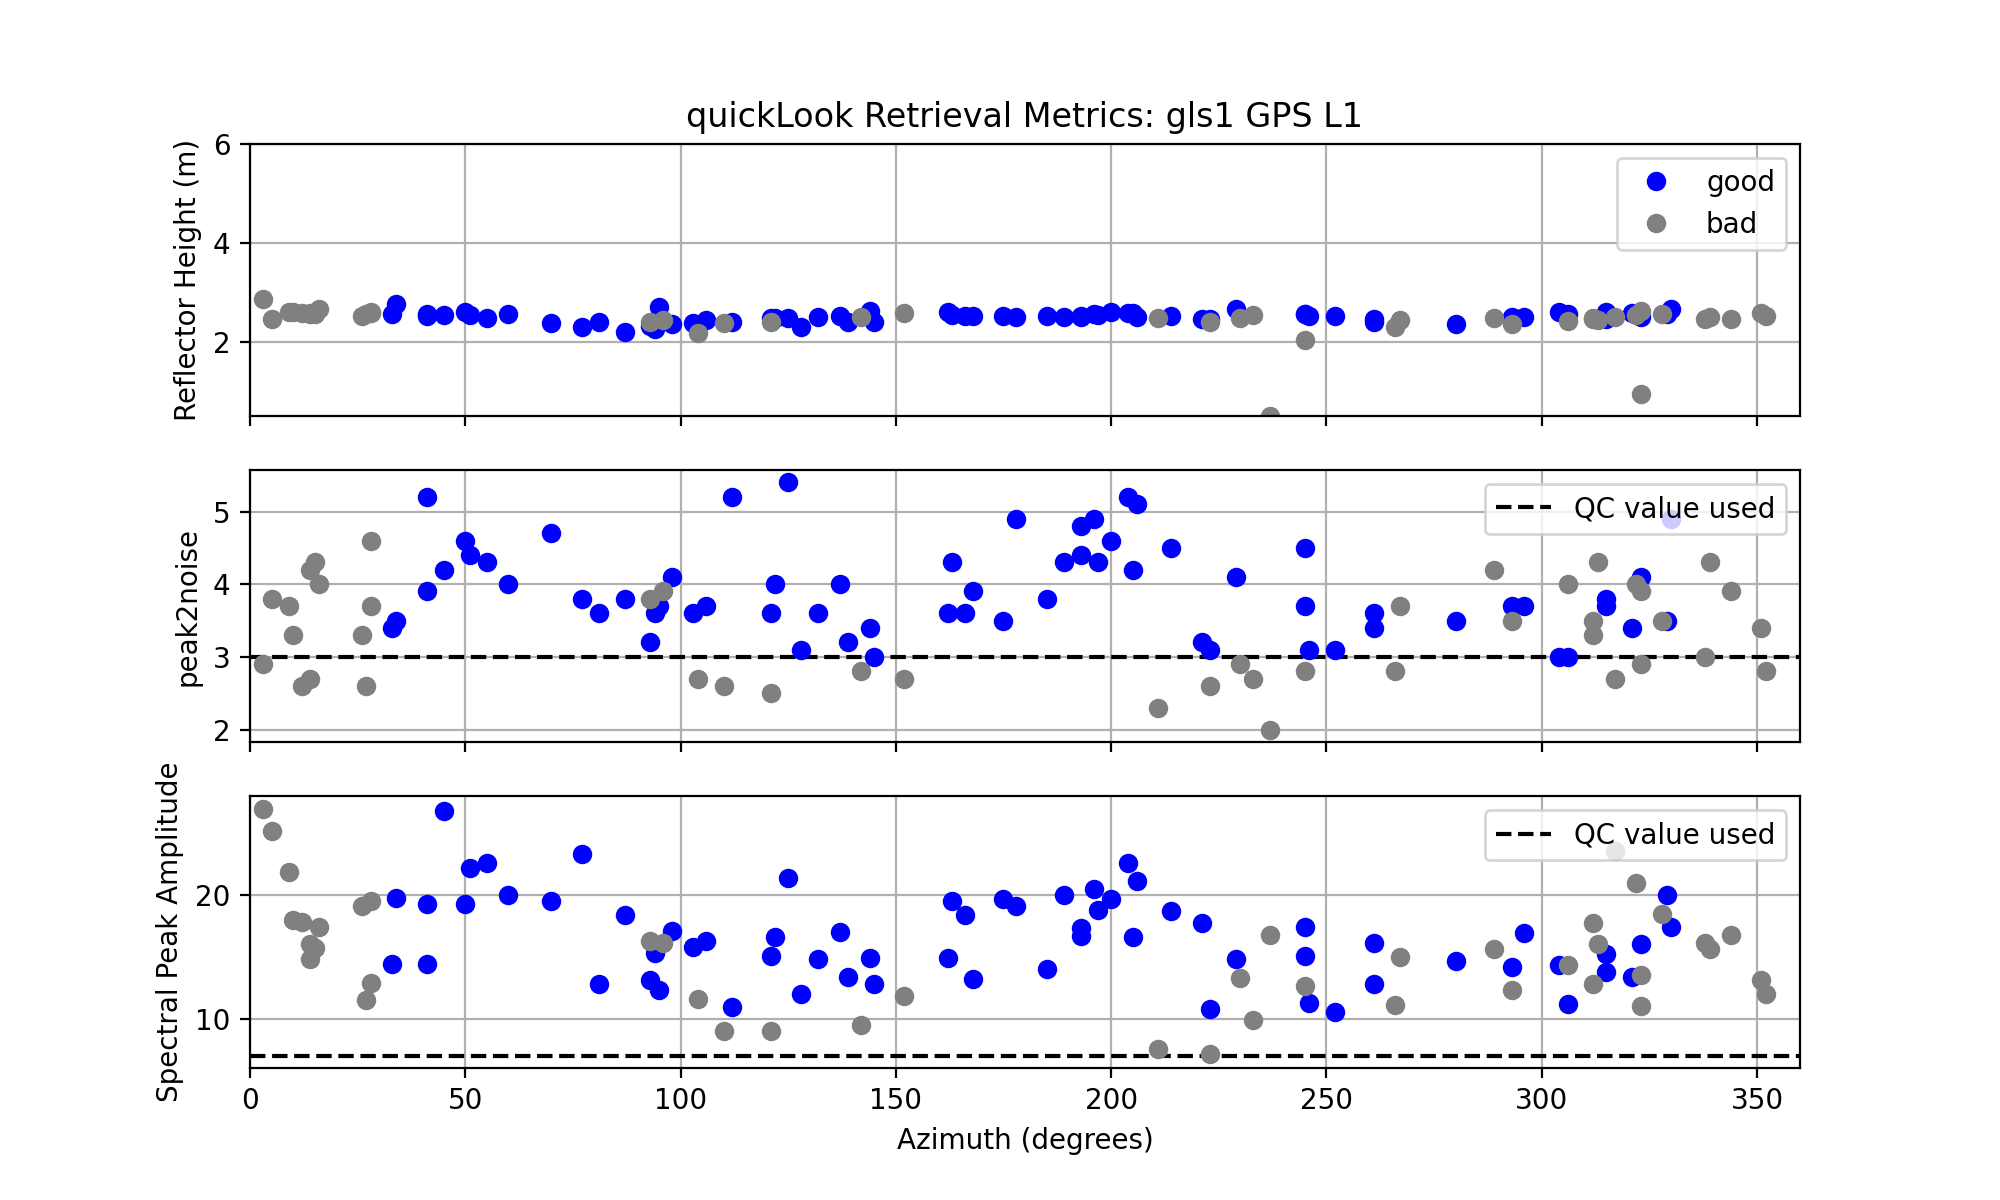 quickLook Retrieval Metrics: gls1 GPS L1
Reflector Height (m)
6
4
2
good
bad
peak2noise
5
4
3
2
QC value used
Spectral Peak Amplitude
20
10
QC value used
0 50 100 150 200 250 300 350
Azimuth (degrees)